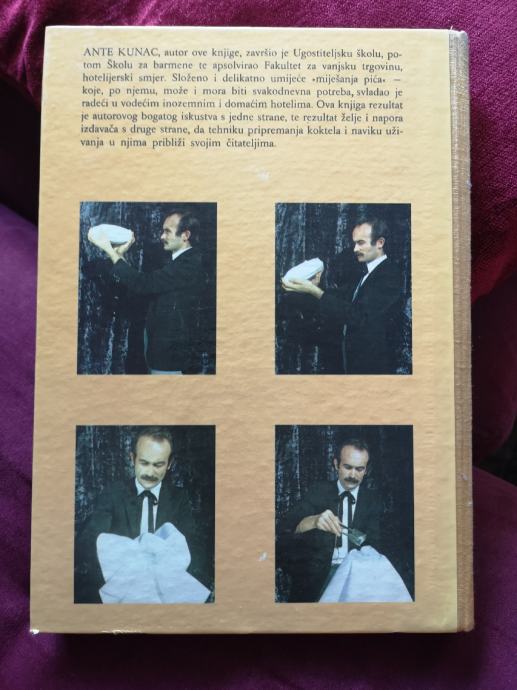 ANTE KUNAC, autor ove knjige, završio je Ugostiteljsku školu, po-
tom Školu za barmene te apsolvirao Fakultet za vanjsku trgovinu,
hotelijerski smjer. Složeno i delikatno umijeće »miješanja pića« —
koje, po njemu, može i mora biti svakodnevna potreba, svladao je
radeći u vodećim inozemnim i domaćim hotelima. Ova knjiga rezultat
je autorovog bogatog iskustva s jedne strane, te rezultat želje i napora
izdavača s druge strane, da tehniku pripremanja koktela i naviku uži-
vanja u njima približi svojim čitateljima.